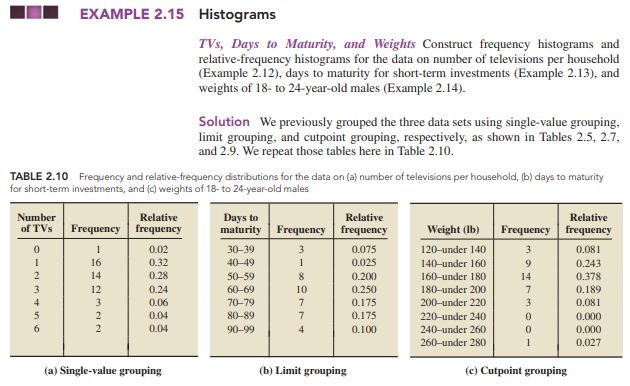 EXAMPLE 2.15 Histograms
TVs, Days to Maturity, and Weights Construct frequency histograms and
relative-frequency histograms for the data on number of televisions per household
(Example 2.12), days to maturity for short-term investments (Example 2.13), and
weights of 18- to 24-year-old males (Example 2.14).
Solution We previously grouped the three data sets using single-value grouping,
limit grouping, and cutpoint grouping, respectively, as shown in Tables 2.5, 2.7,
and 2.9. We repeat those tables here in Table 2.10.
TABLE 2.10 Frequency and relative-frequency distributions for the data on (a) number of televisions per household, (b) days to maturity
for short-term investments, and (c) weights of 18- to 24-year-old males
Number Relative
of TVs Frequency frequency
0 1 0.02
1 16 0.32
2 14 0.28
3 12 0.24
4 3 0.06
5 2 0.04
6 2 0.04
(a) Single-value grouping
Days to Relative
maturity Frequency frequency
30–39 3 0.075
40–49 1 0.025
50–59 8 0.200
60–69 10 0.250
70–79 7 0.175
80–89 7 0.175
90–99 4 0.100
(b) Limit grouping
Relative
Weight (lb) Frequency frequency
120–under 140 3 0.081
140–under 160 9 0.243
160–under 180 14 0.378
180–under 200 7 0.189
200–under 220 3 0.081
220–under 240 0 0.000
240–under 260 0 0.000
260–under 280 1 0.027
(c) Cutpoint grouping